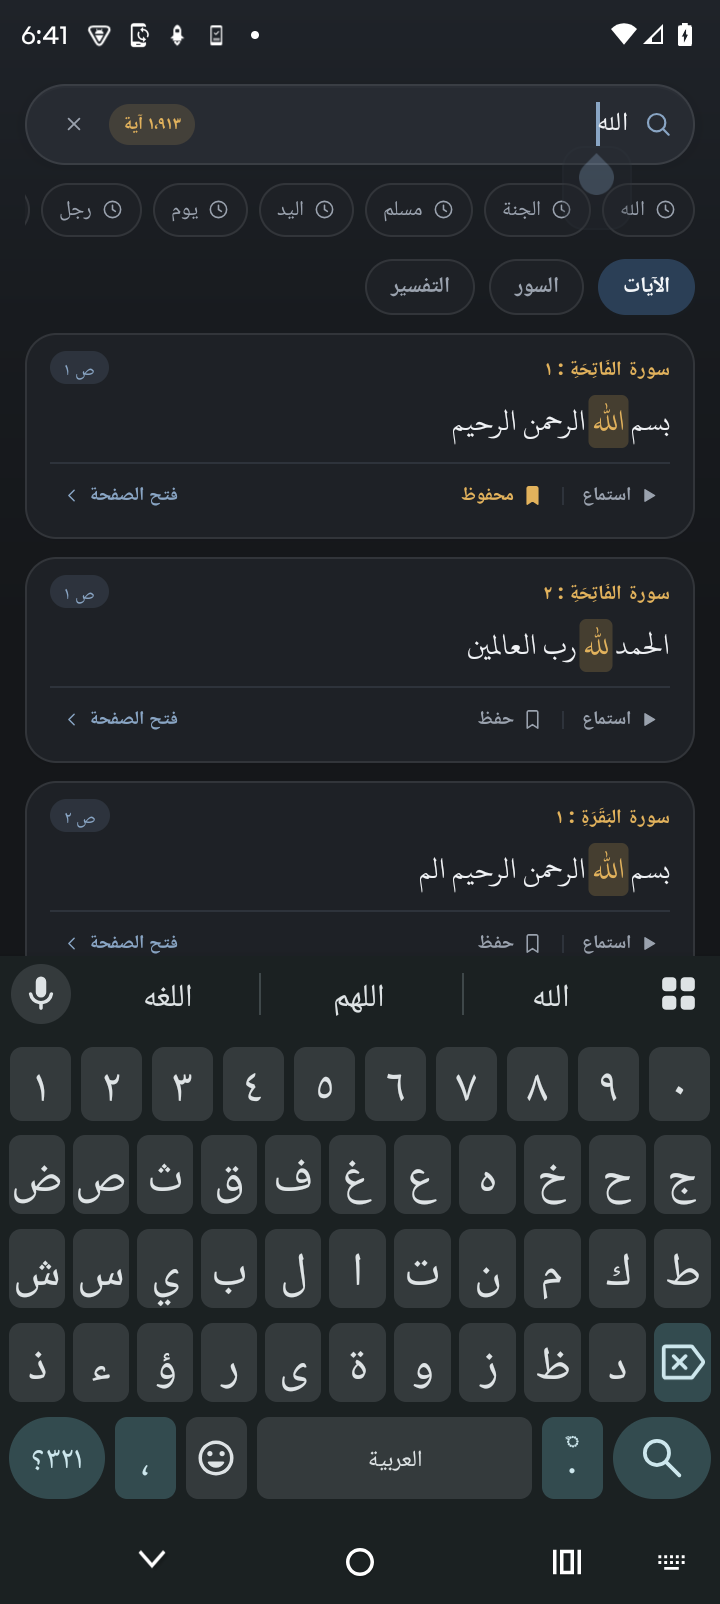 6:41
الله
١،٩١٣ آية
الله
الجنة
مسلم
اليد
يوم
رجل
الآيات
السور
التفسير
سورة الفَاتِحَةِ : ١
ص ١
بسم الله الرحمن الرحيم
استماع
محفوظ
فتح الصفحة
سورة الفَاتِحَةِ : ٢
ص ١
الحمد لله رب العالمين
استماع
حفظ
فتح الصفحة
سورة البَقَرَةِ : ١
ص ٢
بسم الله الرحمن الرحيم الم
استماع
حفظ
فتح الصفحة
الله
اللهم
اللغه
١ ٢ ٣ ٤ ٥ ٦ ٧ ٨ ٩ ٠
ض ص ث ق ف غ ع ه خ ح ج
ش س ي ب ل ا ت ن م ك ط
ذ ء ؤ ر ى ة و ز ظ د
؟٣٢١
،
العربية
.